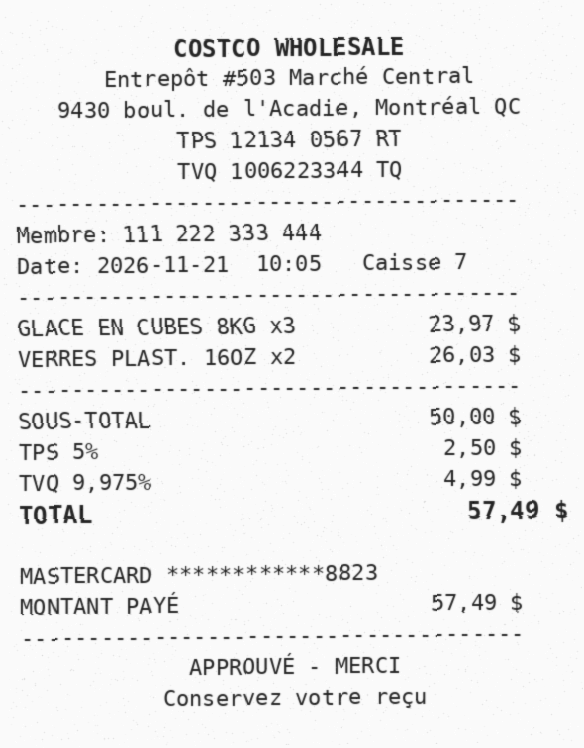 COSTCO WHOLESALE
Entrepôt #503 Marché Central
9430 boul. de l'Acadie, Montréal QC
TPS 12134 0567 RT
TVQ 1006223344 TQ
---------------------------------------
Membre: 111 222 333 444
Date: 2026-11-21  10:05   Caisse 7
---------------------------------------
GLACE EN CUBES 8KG x3          23,97 $
VERRES PLAST. 16OZ x2          26,03 $
---------------------------------------
SOUS-TOTAL                     50,00 $
TPS 5%                          2,50 $
TVQ 9,975%                      4,99 $
TOTAL                          57,49 $
MASTERCARD ************8823
MONTANT PAYÉ                   57,49 $
---------------------------------------
APPROUVÉ - MERCI
Conservez votre reçu